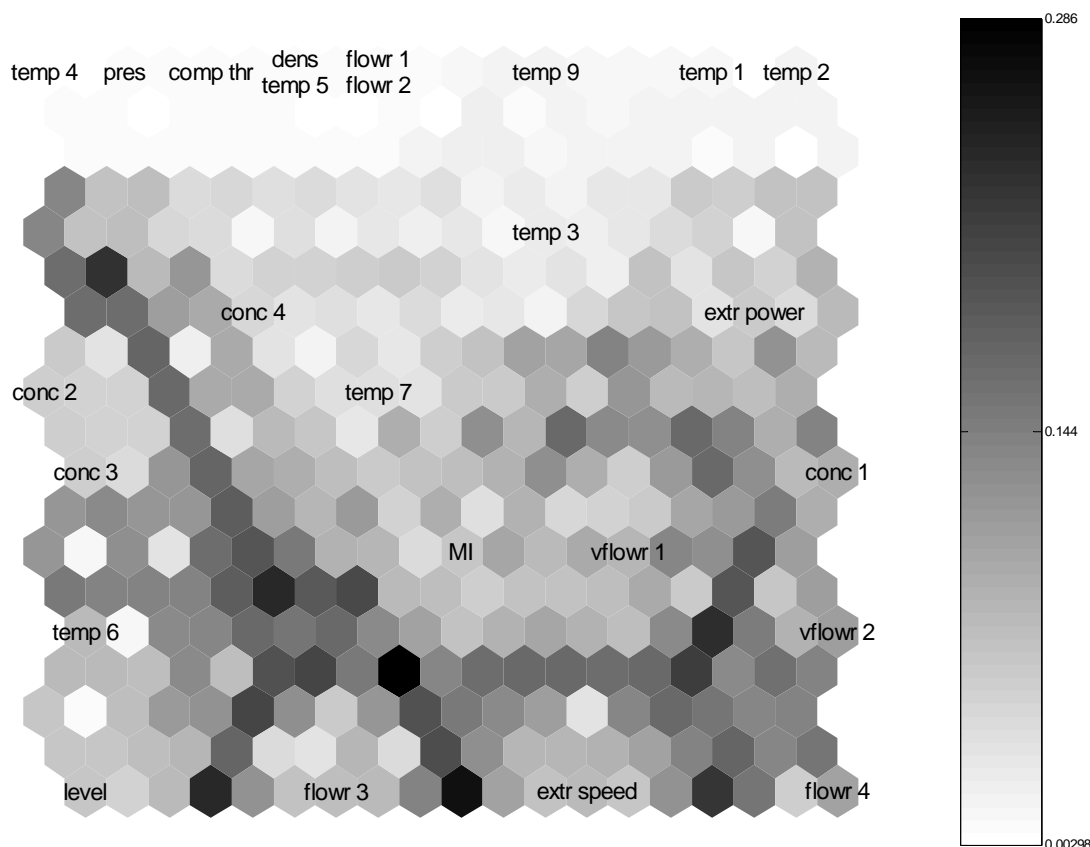 0.286
dens
flowr 1
temp 4
pres
comp thr
temp 9
temp 1
temp 2
temp 5
flowr 2
temp 3
conc 4
extr power
conc 2
temp 7
0.144
conc 3
conc 1
MI
vflowr 1
temp 6
vflowr 2
level
flowr 3
extr speed
flowr 4
0.00298